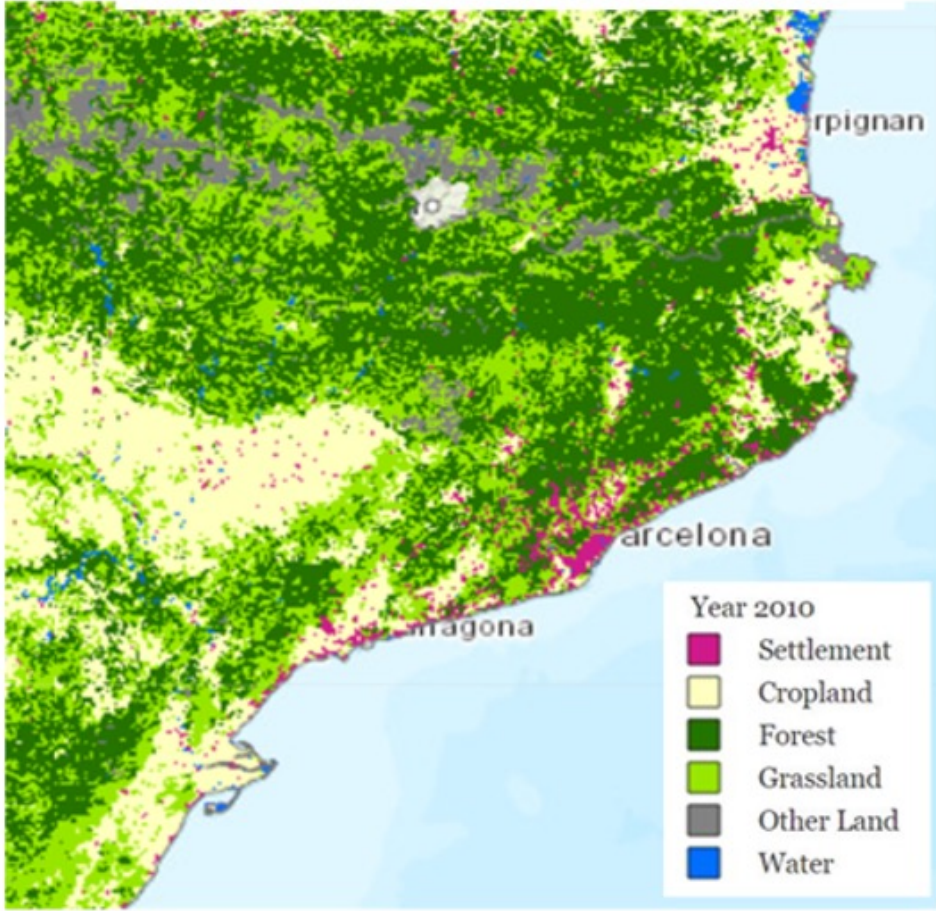 rpignan
arcelona
rragona
Year 2010
Settlement
Cropland
Forest
Grassland
Other Land
Water